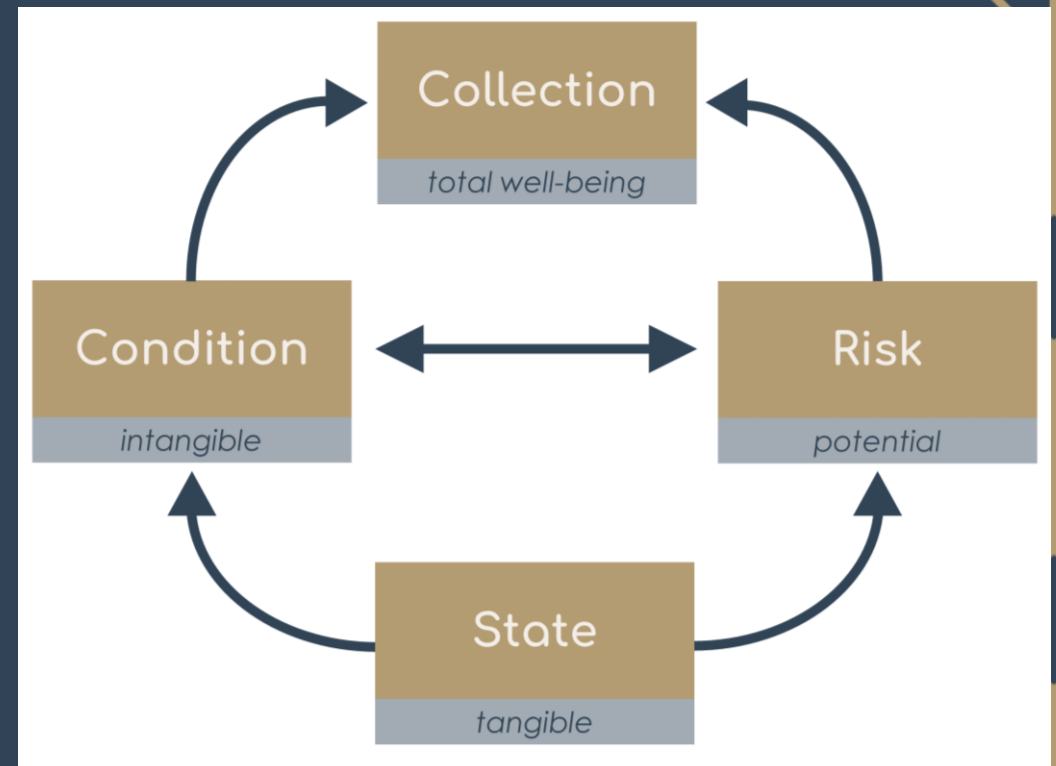 Collection
total well-being
Condition
intangible
Risk
potential
State
tangible